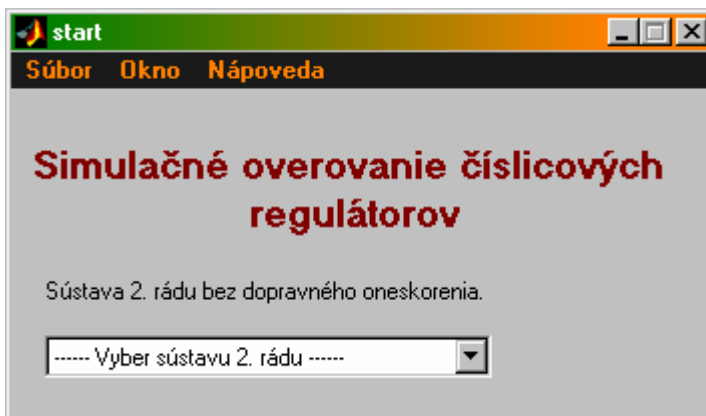 start
Súbor Okno Nápoveda
Simulačné overovanie číslicových
regulátorov
Sústava 2. rádu bez dopravného oneskorenia.
------ Vyber sústavu 2. rádu ------